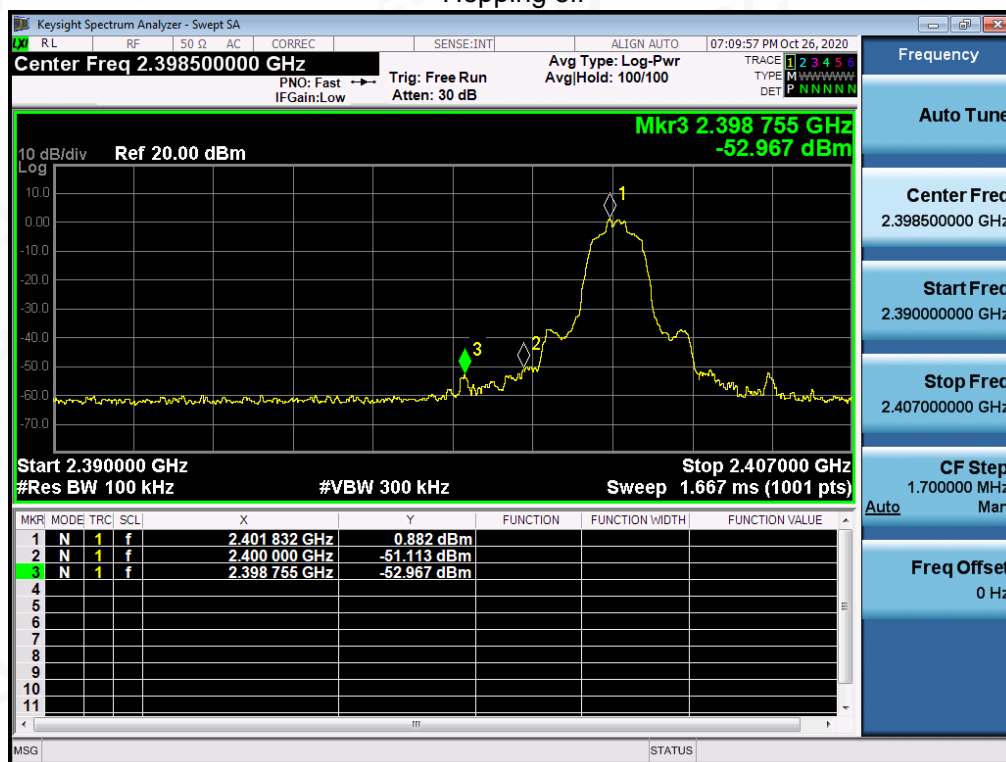 Hopping off
Keysight Spectrum Analyzer - Swept SA
LXI RL RF 50 Ω AC CORREC SENSE:INT ALIGN AUTO 07:09:57 PM Oct 26, 2020
Center Freq 2.398500000 GHz
PNO: Fast
IFGain:Low
Trig: Free Run
Atten: 30 dB
Avg Type: Log-Pwr
Avg|Hold: 100/100
TRACE 1 2 3 4 5 6
TYPE M WWWWW
DET P N N N N N
Mkr3 2.398 755 GHz
-52.967 dBm
10 dB/div Ref 20.00 dBm
Log
10.0
0.00
-10.0
-20.0
-30.0
-40.0
-50.0
-60.0
-70.0
1
2
3
Start 2.390000 GHz Stop 2.407000 GHz
#Res BW 100 kHz #VBW 300 kHz Sweep 1.667 ms (1001 pts)
MKR MODE TRC SCL X Y FUNCTION FUNCTION WIDTH FUNCTION VALUE
1 N 1 f 2.401 832 GHz 0.882 dBm
2 N 1 f 2.400 000 GHz -51.113 dBm
3 N 1 f 2.398 755 GHz -52.967 dBm
4
5
6
7
8
9
10
11
MSG STATUS
Frequency
Auto Tune
Center Freq
2.398500000 GHz
Start Freq
2.390000000 GHz
Stop Freq
2.407000000 GHz
CF Step
1.700000 MHz
Auto Man
Freq Offset
0 Hz